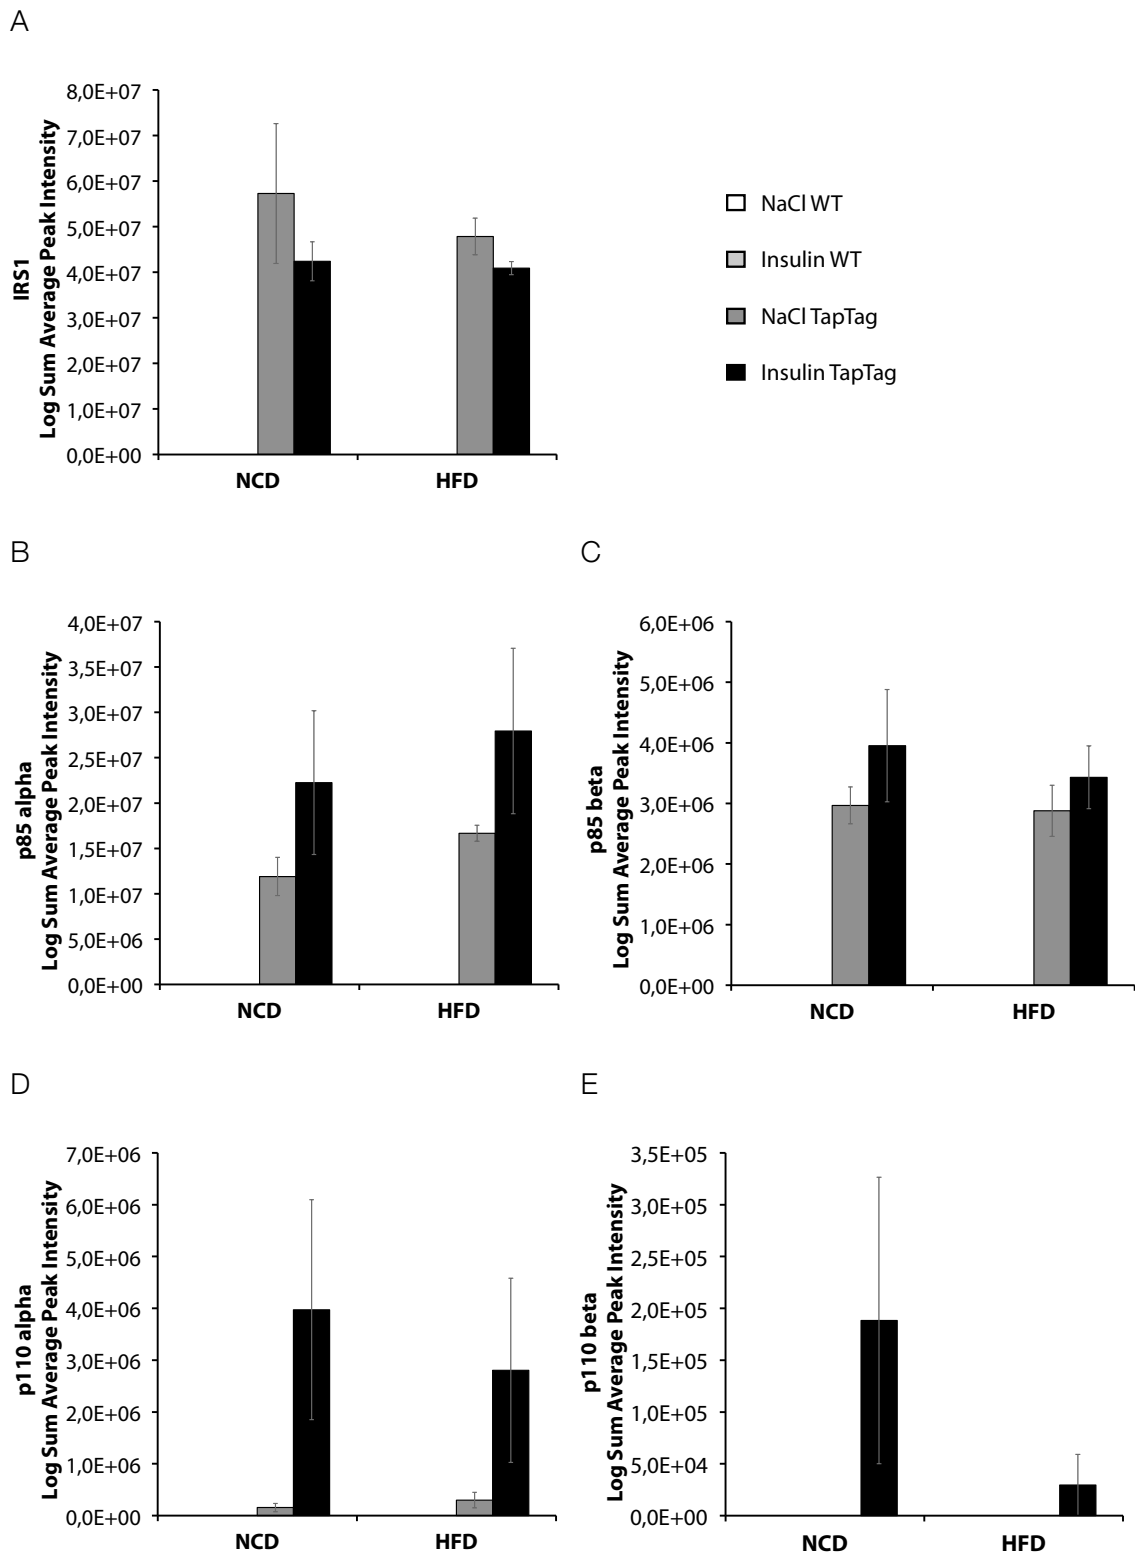 A
IRS1
Log Sum Average Peak Intensity
8,0E+07
7,0E+07
6,0E+07
5,0E+07
4,0E+07
3,0E+07
2,0E+07
1,0E+07
0,0E+00
NCD
HFD
NaCl WT
Insulin WT
NaCl TapTag
Insulin TapTag
B
p85 alpha
Log Sum Average Peak Intensity
4,0E+07
3,5E+07
3,0E+07
2,5E+07
2,0E+07
1,5E+07
1,0E+07
5,0E+06
0,0E+00
NCD
HFD
C
p85 beta
Log Sum Average Peak Intensity
6,0E+06
5,0E+06
4,0E+06
3,0E+06
2,0E+06
1,0E+06
0,0E+00
NCD
HFD
D
p110 alpha
Log Sum Average Peak Intensity
7,0E+06
6,0E+06
5,0E+06
4,0E+06
3,0E+06
2,0E+06
1,0E+06
0,0E+00
NCD
HFD
E
p110 beta
Log Sum Average Peak Intensity
3,5E+05
3,0E+05
2,5E+05
2,0E+05
1,5E+05
1,0E+05
5,0E+04
0,0E+00
NCD
HFD